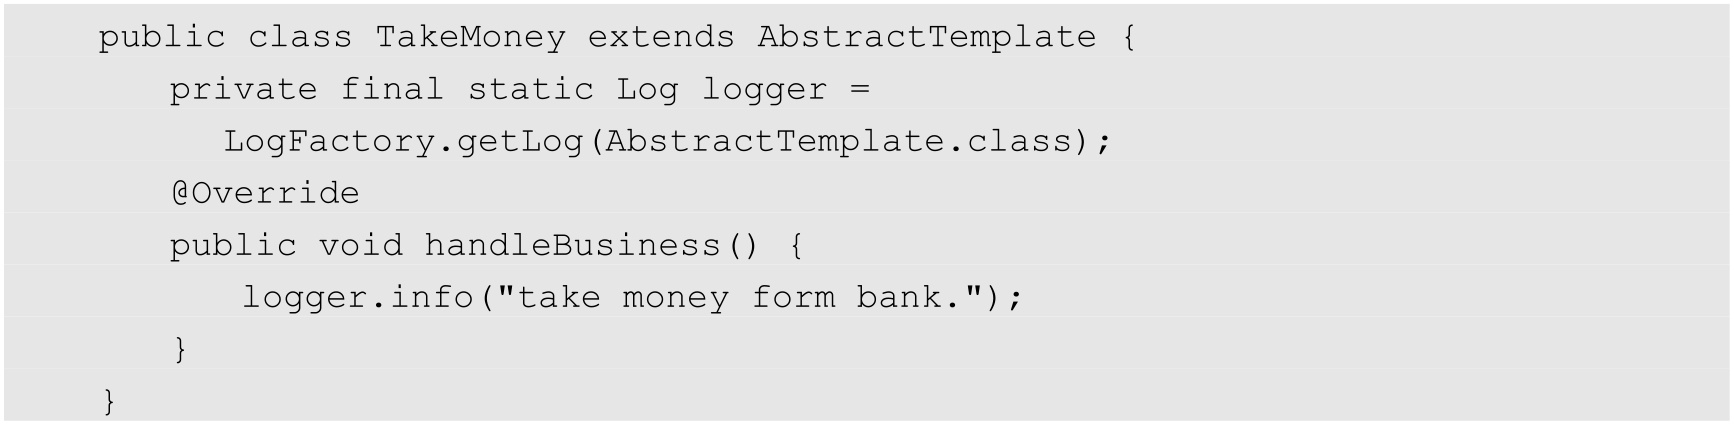 public class TakeMoney extends AbstractTemplate {
private final static Log logger =
LogFactory.getLog(AbstractTemplate.class);
@Override
public void handleBusiness() {
logger.info("take money form bank.");
}
}